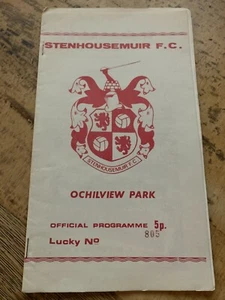 STENHOUSEMUIR F.C.
STENHOUSEMUIR F.C.
OCHILVIEW PARK
OFFICIAL PROGRAMME 5p.
Lucky Nº 805